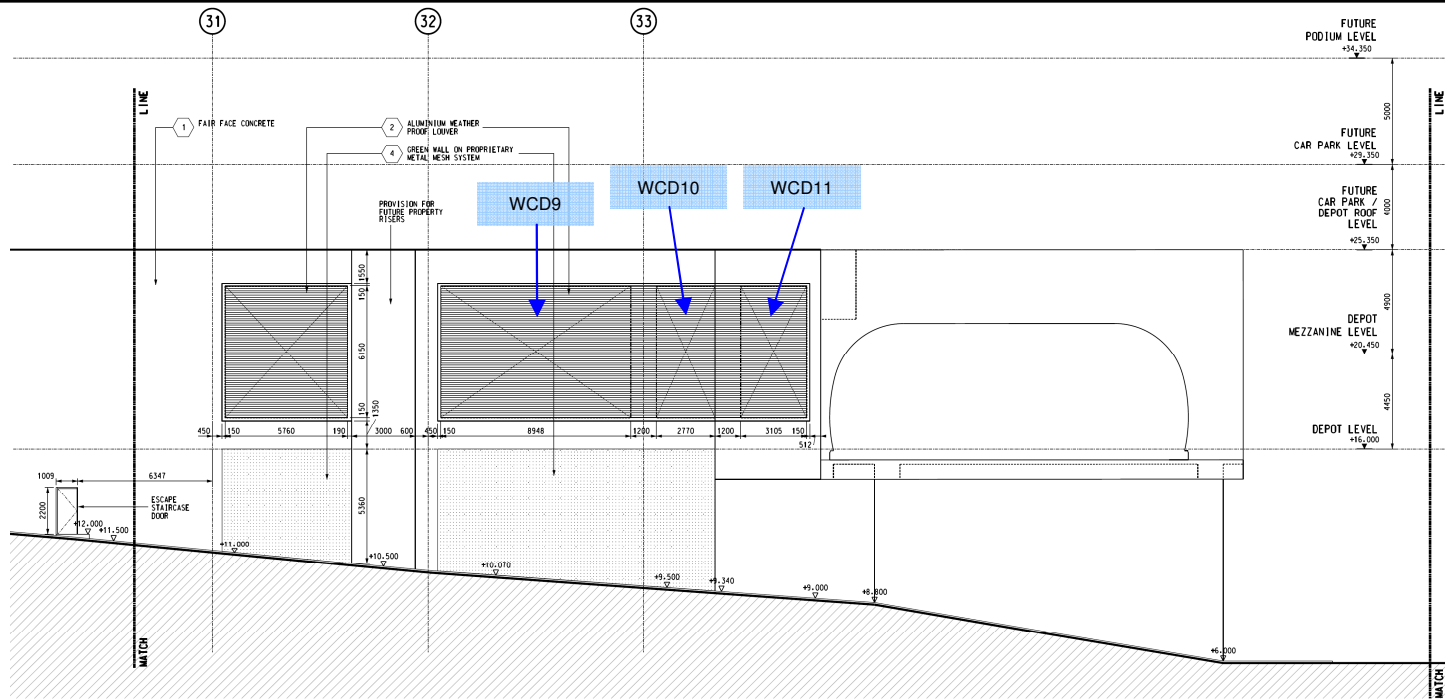 31
32
33
FUTURE
PODIUM LEVEL
+34.350
LINE
LINE
5000
1
FAIR FACE CONCRETE
2
ALUMINIUM WEATHER
PROOF LOUVER
4
GREEN WALL ON PROPRIETARY
METAL MESH SYSTEM
FUTURE
CAR PARK LEVEL
+29.350
WCD9
WCD10
WCD11
PROVISION FOR
FUTURE PROPERTY
RISERS
FUTURE
CAR PARK /
DEPOT ROOF
LEVEL
+25.350
4000
1550
150
6150
150
1350
4900
DEPOT
MEZZANINE LEVEL
+20.450
4450
450
150
5760
190
3000
600
450
150
8948
1200
2770
1200
3105
150
512
DEPOT LEVEL
+16.000
1009
6347
2200
ESCAPE
STAIRCASE
DOOR
5360
+12.000
+11.500
+11.000
+10.500
+10.070
+9.500
+9.340
+9.000
+8.800
+6.000
MATCH
MATCH